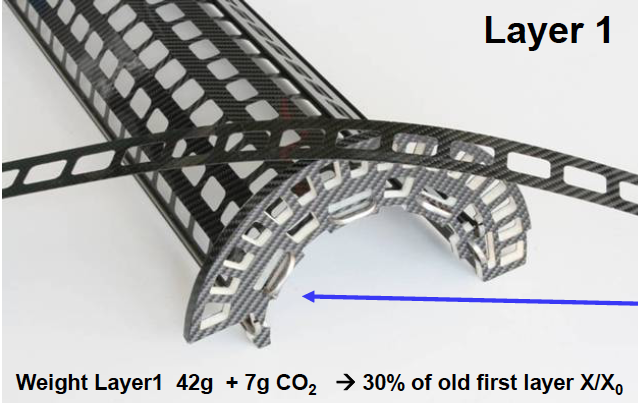 Layer 1
Weight Layer1 42g + 7g CO₂ → 30% of old first layer X/X₀